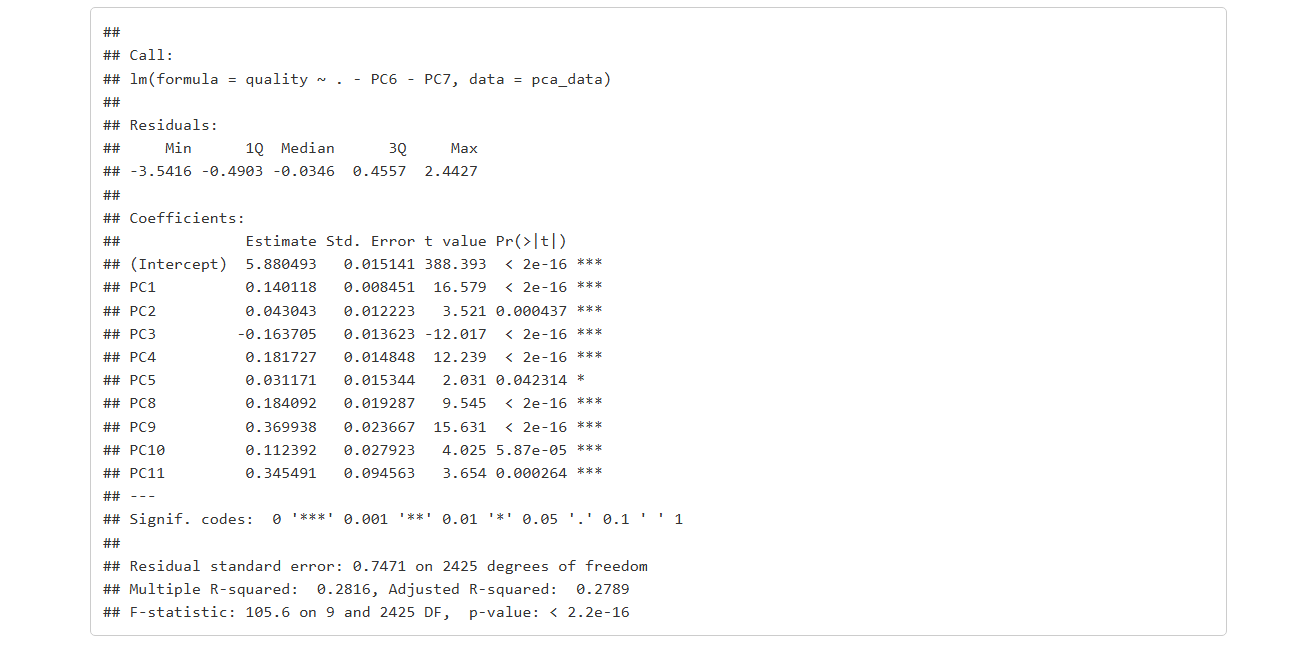 ##
## Call:
## lm(formula = quality ~ . - PC6 - PC7, data = pca_data)
##
## Residuals:
##     Min      1Q  Median      3Q     Max
## -3.5416 -0.4903 -0.0346  0.4557  2.4427
##
## Coefficients:
##              Estimate Std. Error t value Pr(>|t|)
## (Intercept)  5.880493   0.015141 388.393  < 2e-16 ***
## PC1          0.140118   0.008451  16.579  < 2e-16 ***
## PC2          0.043043   0.012223   3.521 0.000437 ***
## PC3         -0.163705   0.013623 -12.017  < 2e-16 ***
## PC4          0.181727   0.014848  12.239  < 2e-16 ***
## PC5          0.031171   0.015344   2.031 0.042314 *
## PC8          0.184092   0.019287   9.545  < 2e-16 ***
## PC9          0.369938   0.023667  15.631  < 2e-16 ***
## PC10         0.112392   0.027923   4.025 5.87e-05 ***
## PC11         0.345491   0.094563   3.654 0.000264 ***
## ---
## Signif. codes:  0 '***' 0.001 '**' 0.01 '*' 0.05 '.' 0.1 ' ' 1
##
## Residual standard error: 0.7471 on 2425 degrees of freedom
## Multiple R-squared:  0.2816, Adjusted R-squared:  0.2789
## F-statistic: 105.6 on 9 and 2425 DF,  p-value: < 2.2e-16